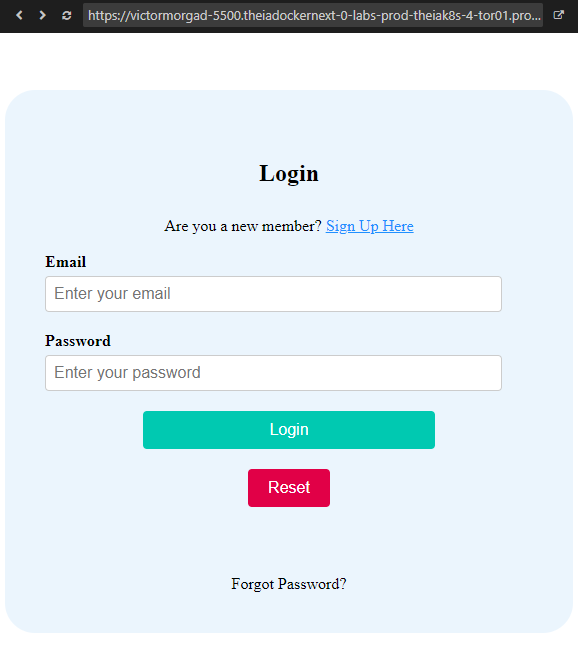 https://victormorgad-5500.theiadockernext-0-labs-prod-theiak8s-4-tor01.pro...
Login
Are you a new member? Sign Up Here
Email
Enter your email
Password
Enter your password
Login
Reset
Forgot Password?